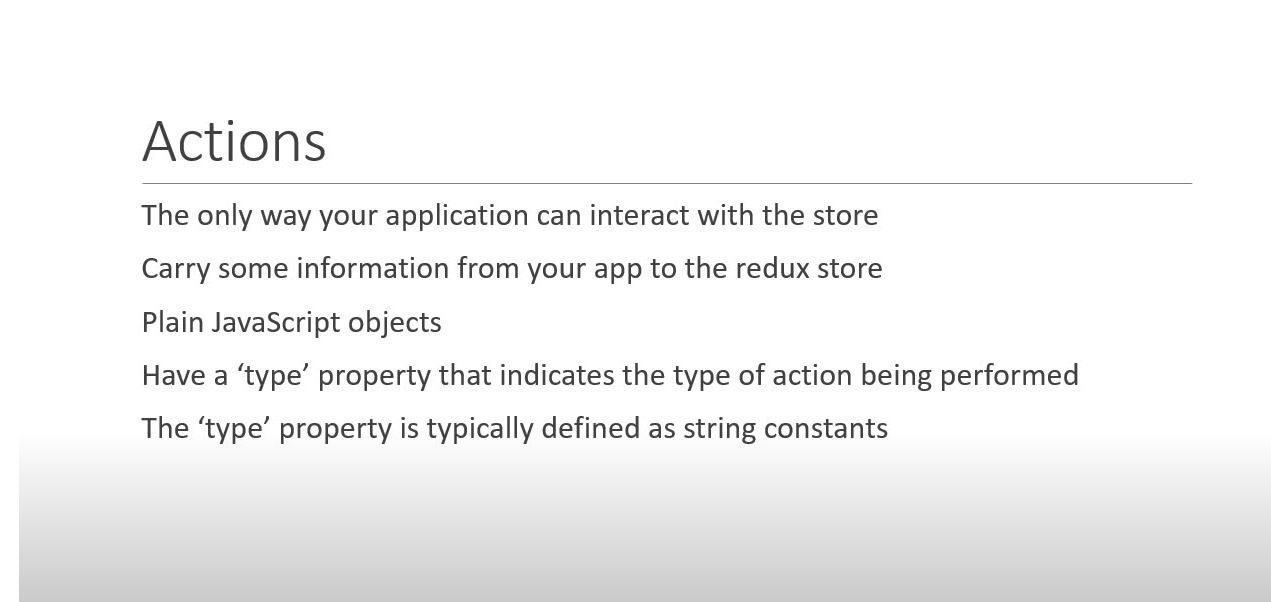 Actions
The only way your application can interact with the store
Carry some information from your app to the redux store
Plain JavaScript objects
Have a ‘type’ property that indicates the type of action being performed
The ‘type’ property is typically defined as string constants